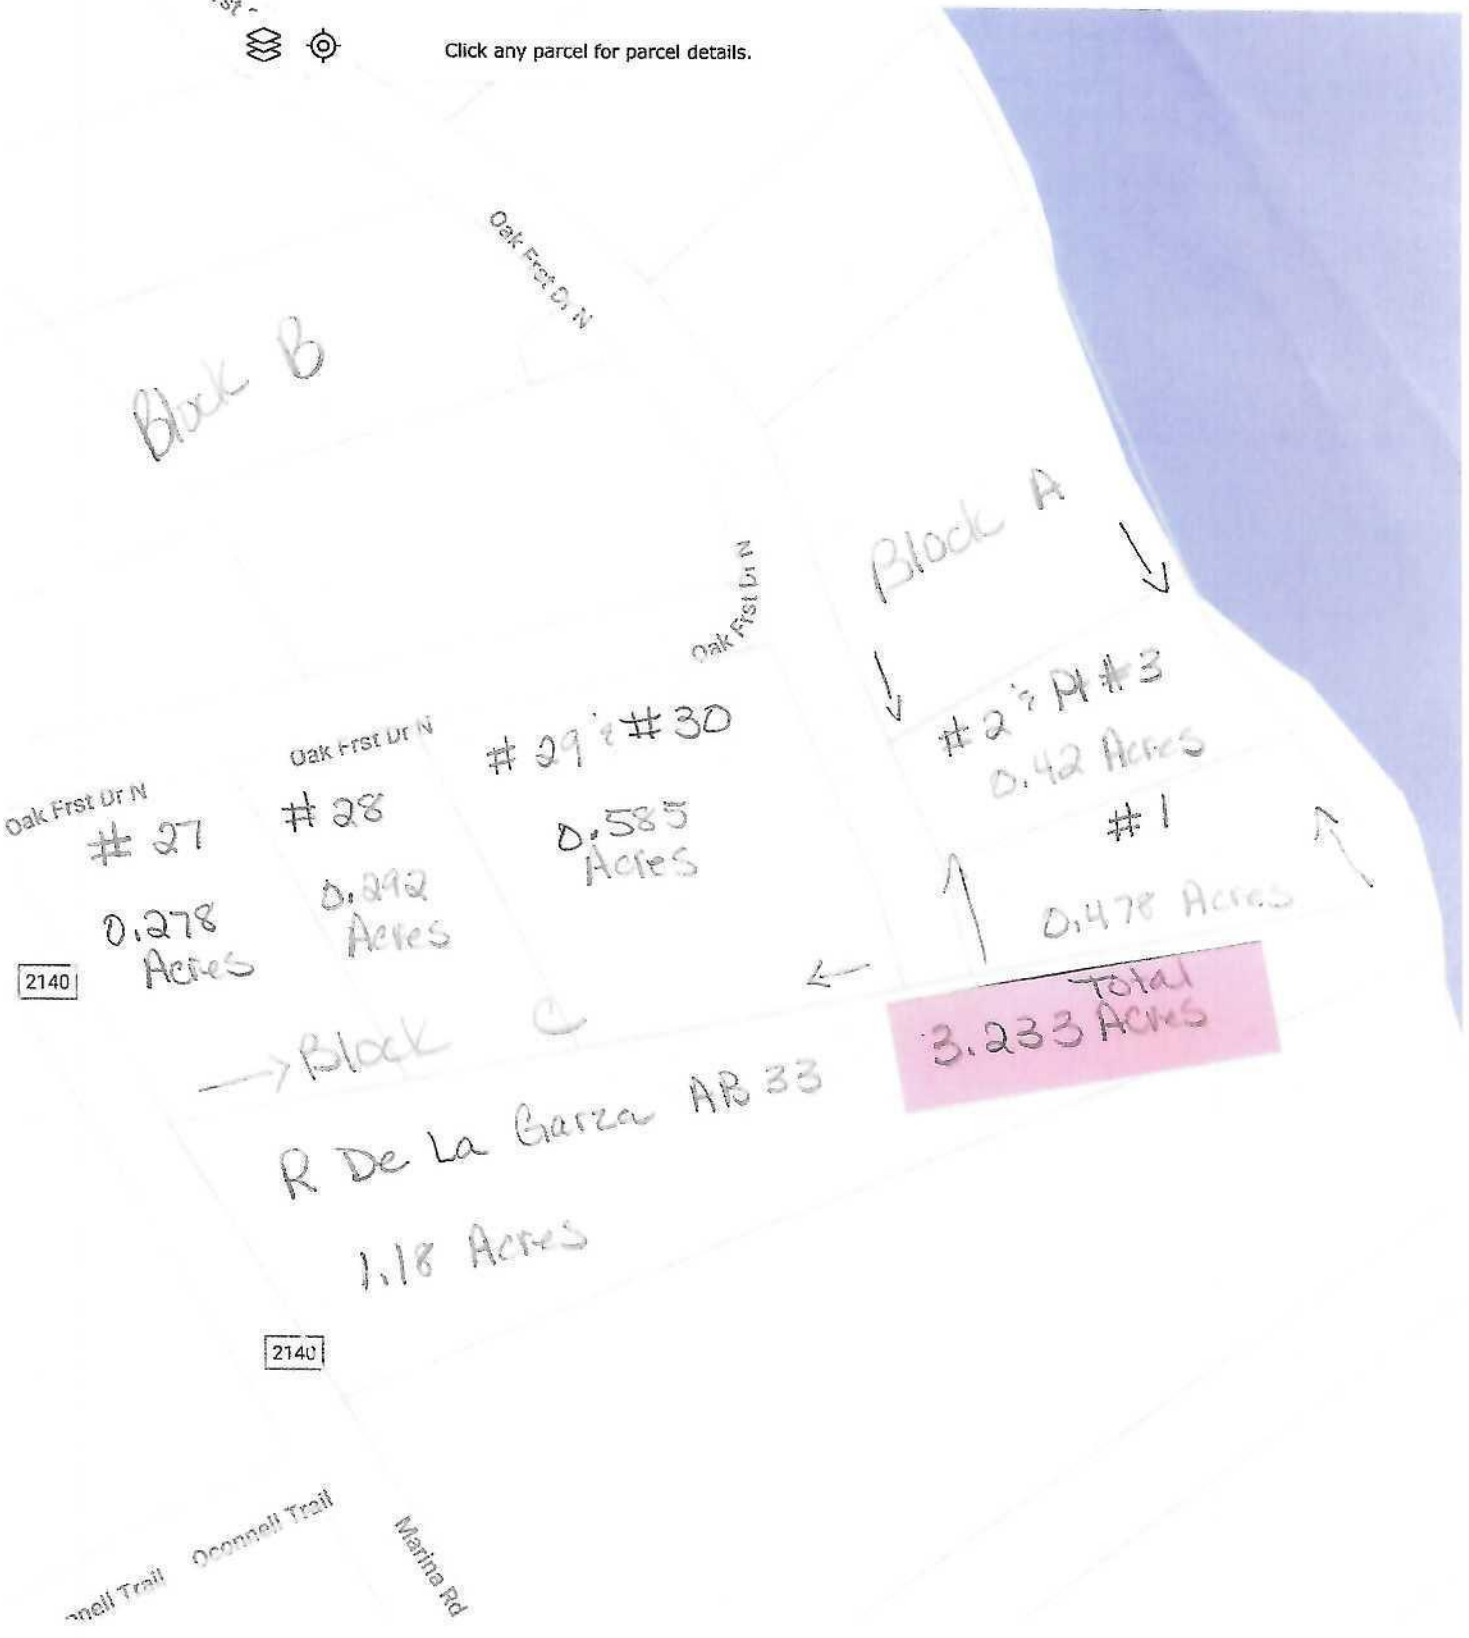 Click any parcel for parcel details.
Oak Frst Dr N
Block B
Block A
Oak Frst Dr N
#2 & Pt #3
0.42 Acres
#29 & #30
0.585
Acres
Oak Frst Dr N
#28
0.292
Acres
Oak Frst Dr N
#27
0.278
Acres
#1
0.478 Acres
2140
Total
3.233 Acres
Block C
R De La Garza AB 33
1.18 Acres
2140
Oconnell Trail
nnell Trail
Marina Rd